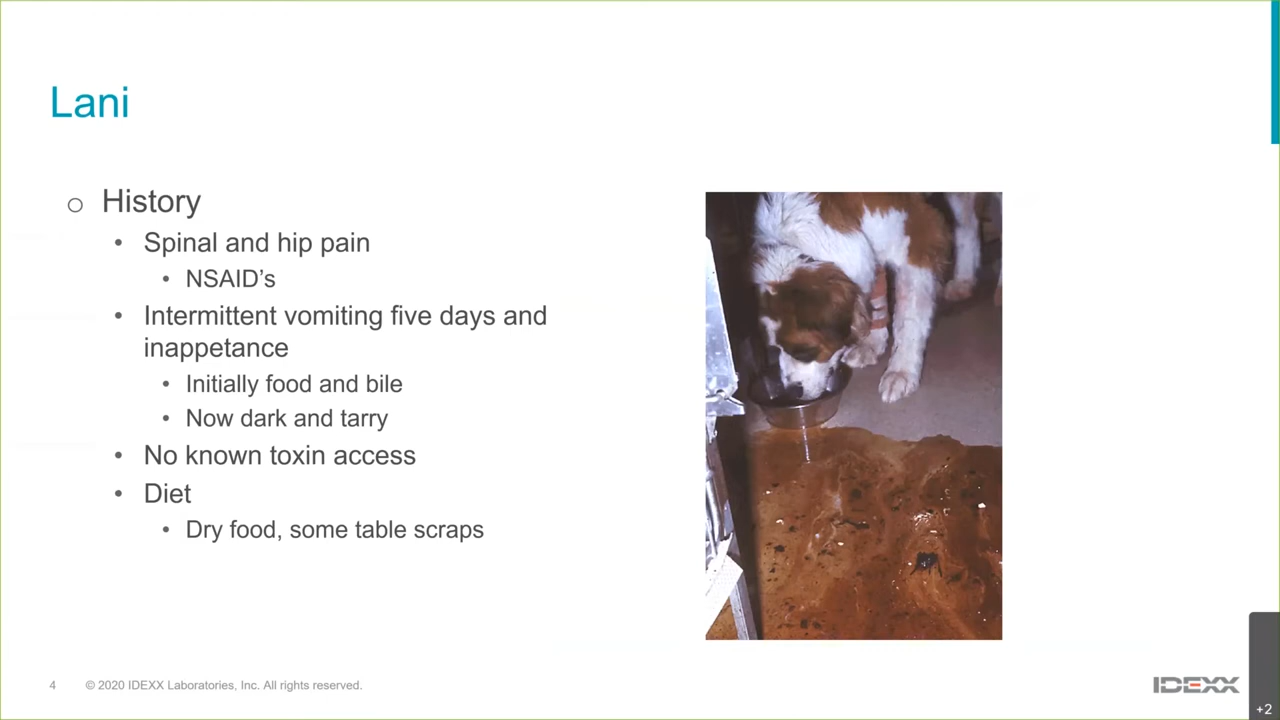 Lani
o History
• Spinal and hip pain
• NSAID’s
• Intermittent vomiting five days and
inappetance
• Initially food and bile
• Now dark and tarry
• No known toxin access
• Diet
• Dry food, some table scraps
4 © 2020 IDEXX Laboratories, Inc. All rights reserved.
IDEXX
+2